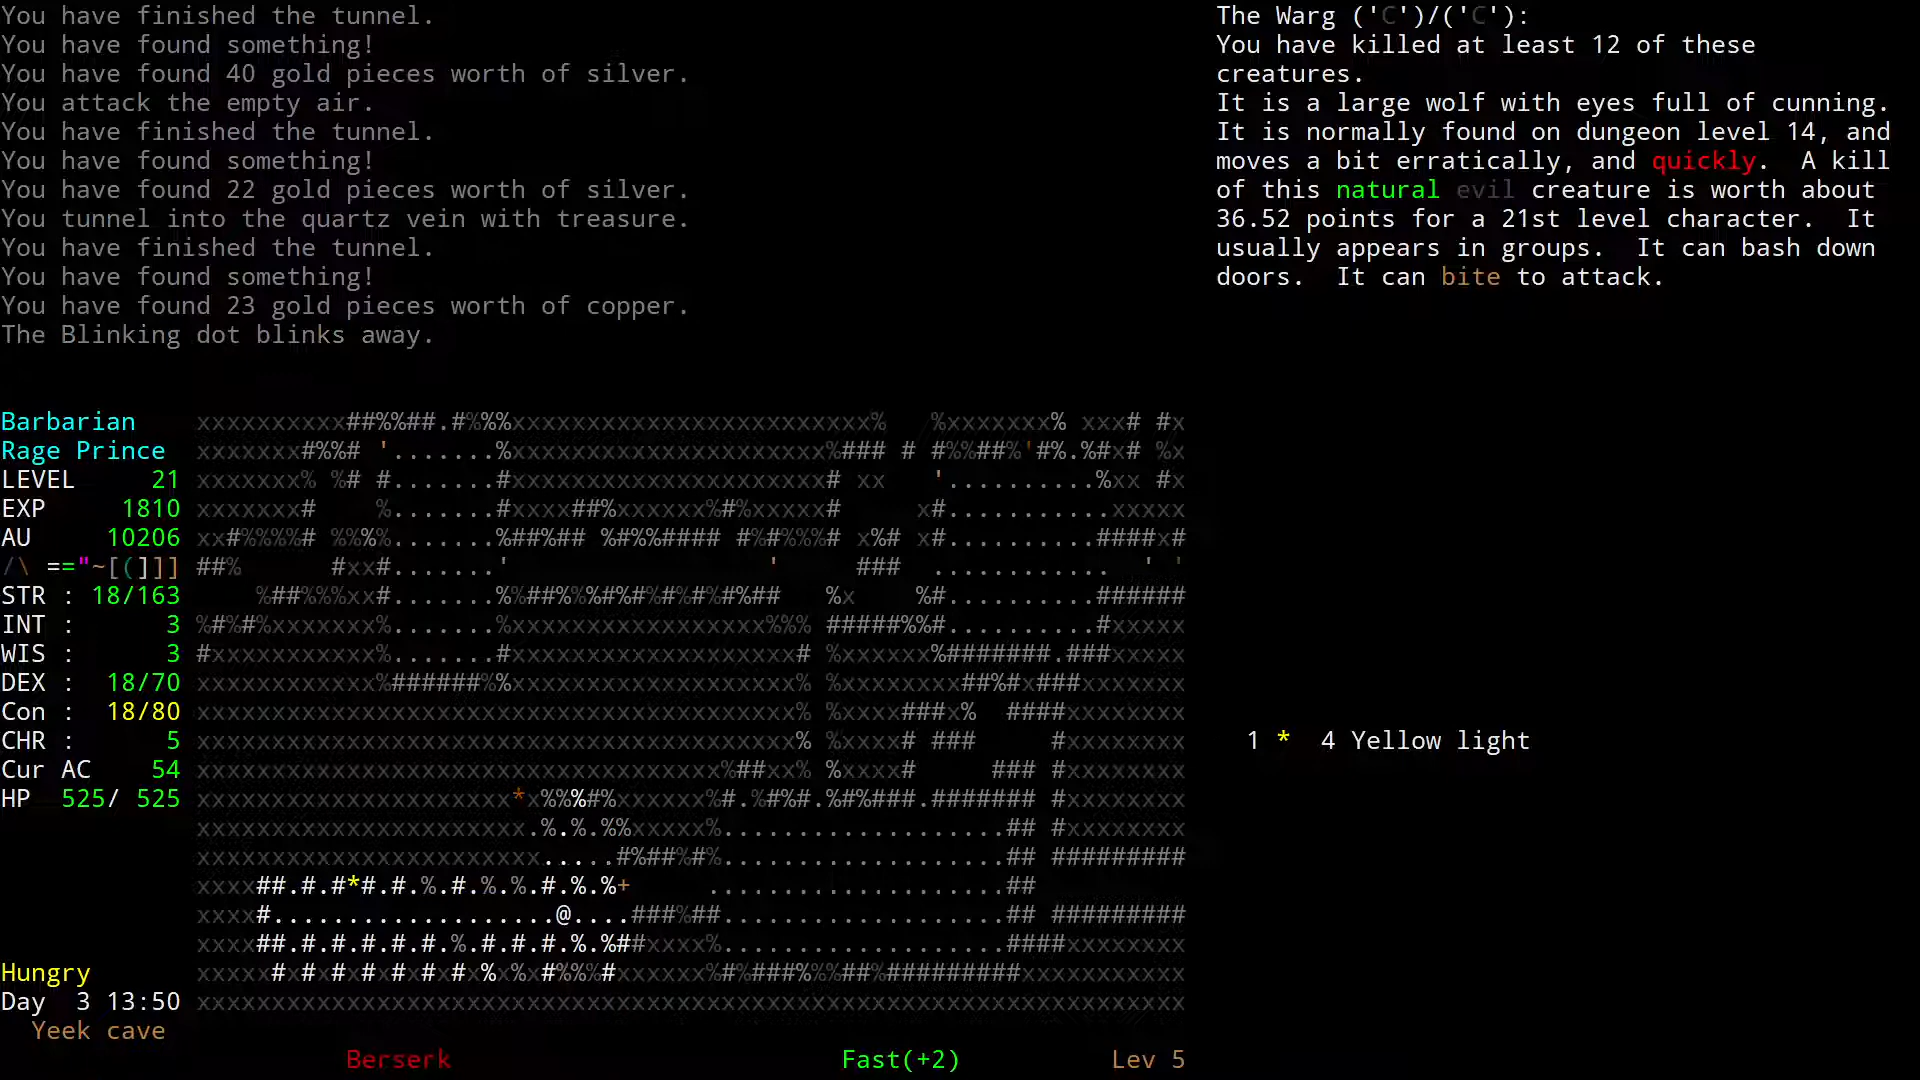 You have finished the tunnel.
You have found something!
You have found 40 gold pieces worth of silver.
You attack the empty air.
You have finished the tunnel.
You have found something!
You have found 22 gold pieces worth of silver.
You tunnel into the quartz vein with treasure.
You have finished the tunnel.
You have found something!
You have found 23 gold pieces worth of copper.
The Blinking dot blinks away.
The Warg ('C')/('C'):
You have killed at least 12 of these
creatures.
It is a large wolf with eyes full of cunning.
It is normally found on dungeon level 14, and
moves a bit erratically, and quickly.  A kill
of this natural evil creature is worth about
36.52 points for a 21st level character.  It
usually appears in groups.  It can bash down
doors.  It can bite to attack.
Barbarian
Rage Prince
LEVEL 21
EXP 1810
AU 10206
/\ =="~[(]]]
STR : 18/163
INT : 3
WIS : 3
DEX : 18/70
Con : 18/80
CHR : 5
Cur AC 54
HP 525/ 525
Hungry
Day 3 13:50
Yeek cave
1 * 4 Yellow light
Berserk
Fast(+2)
Lev 5